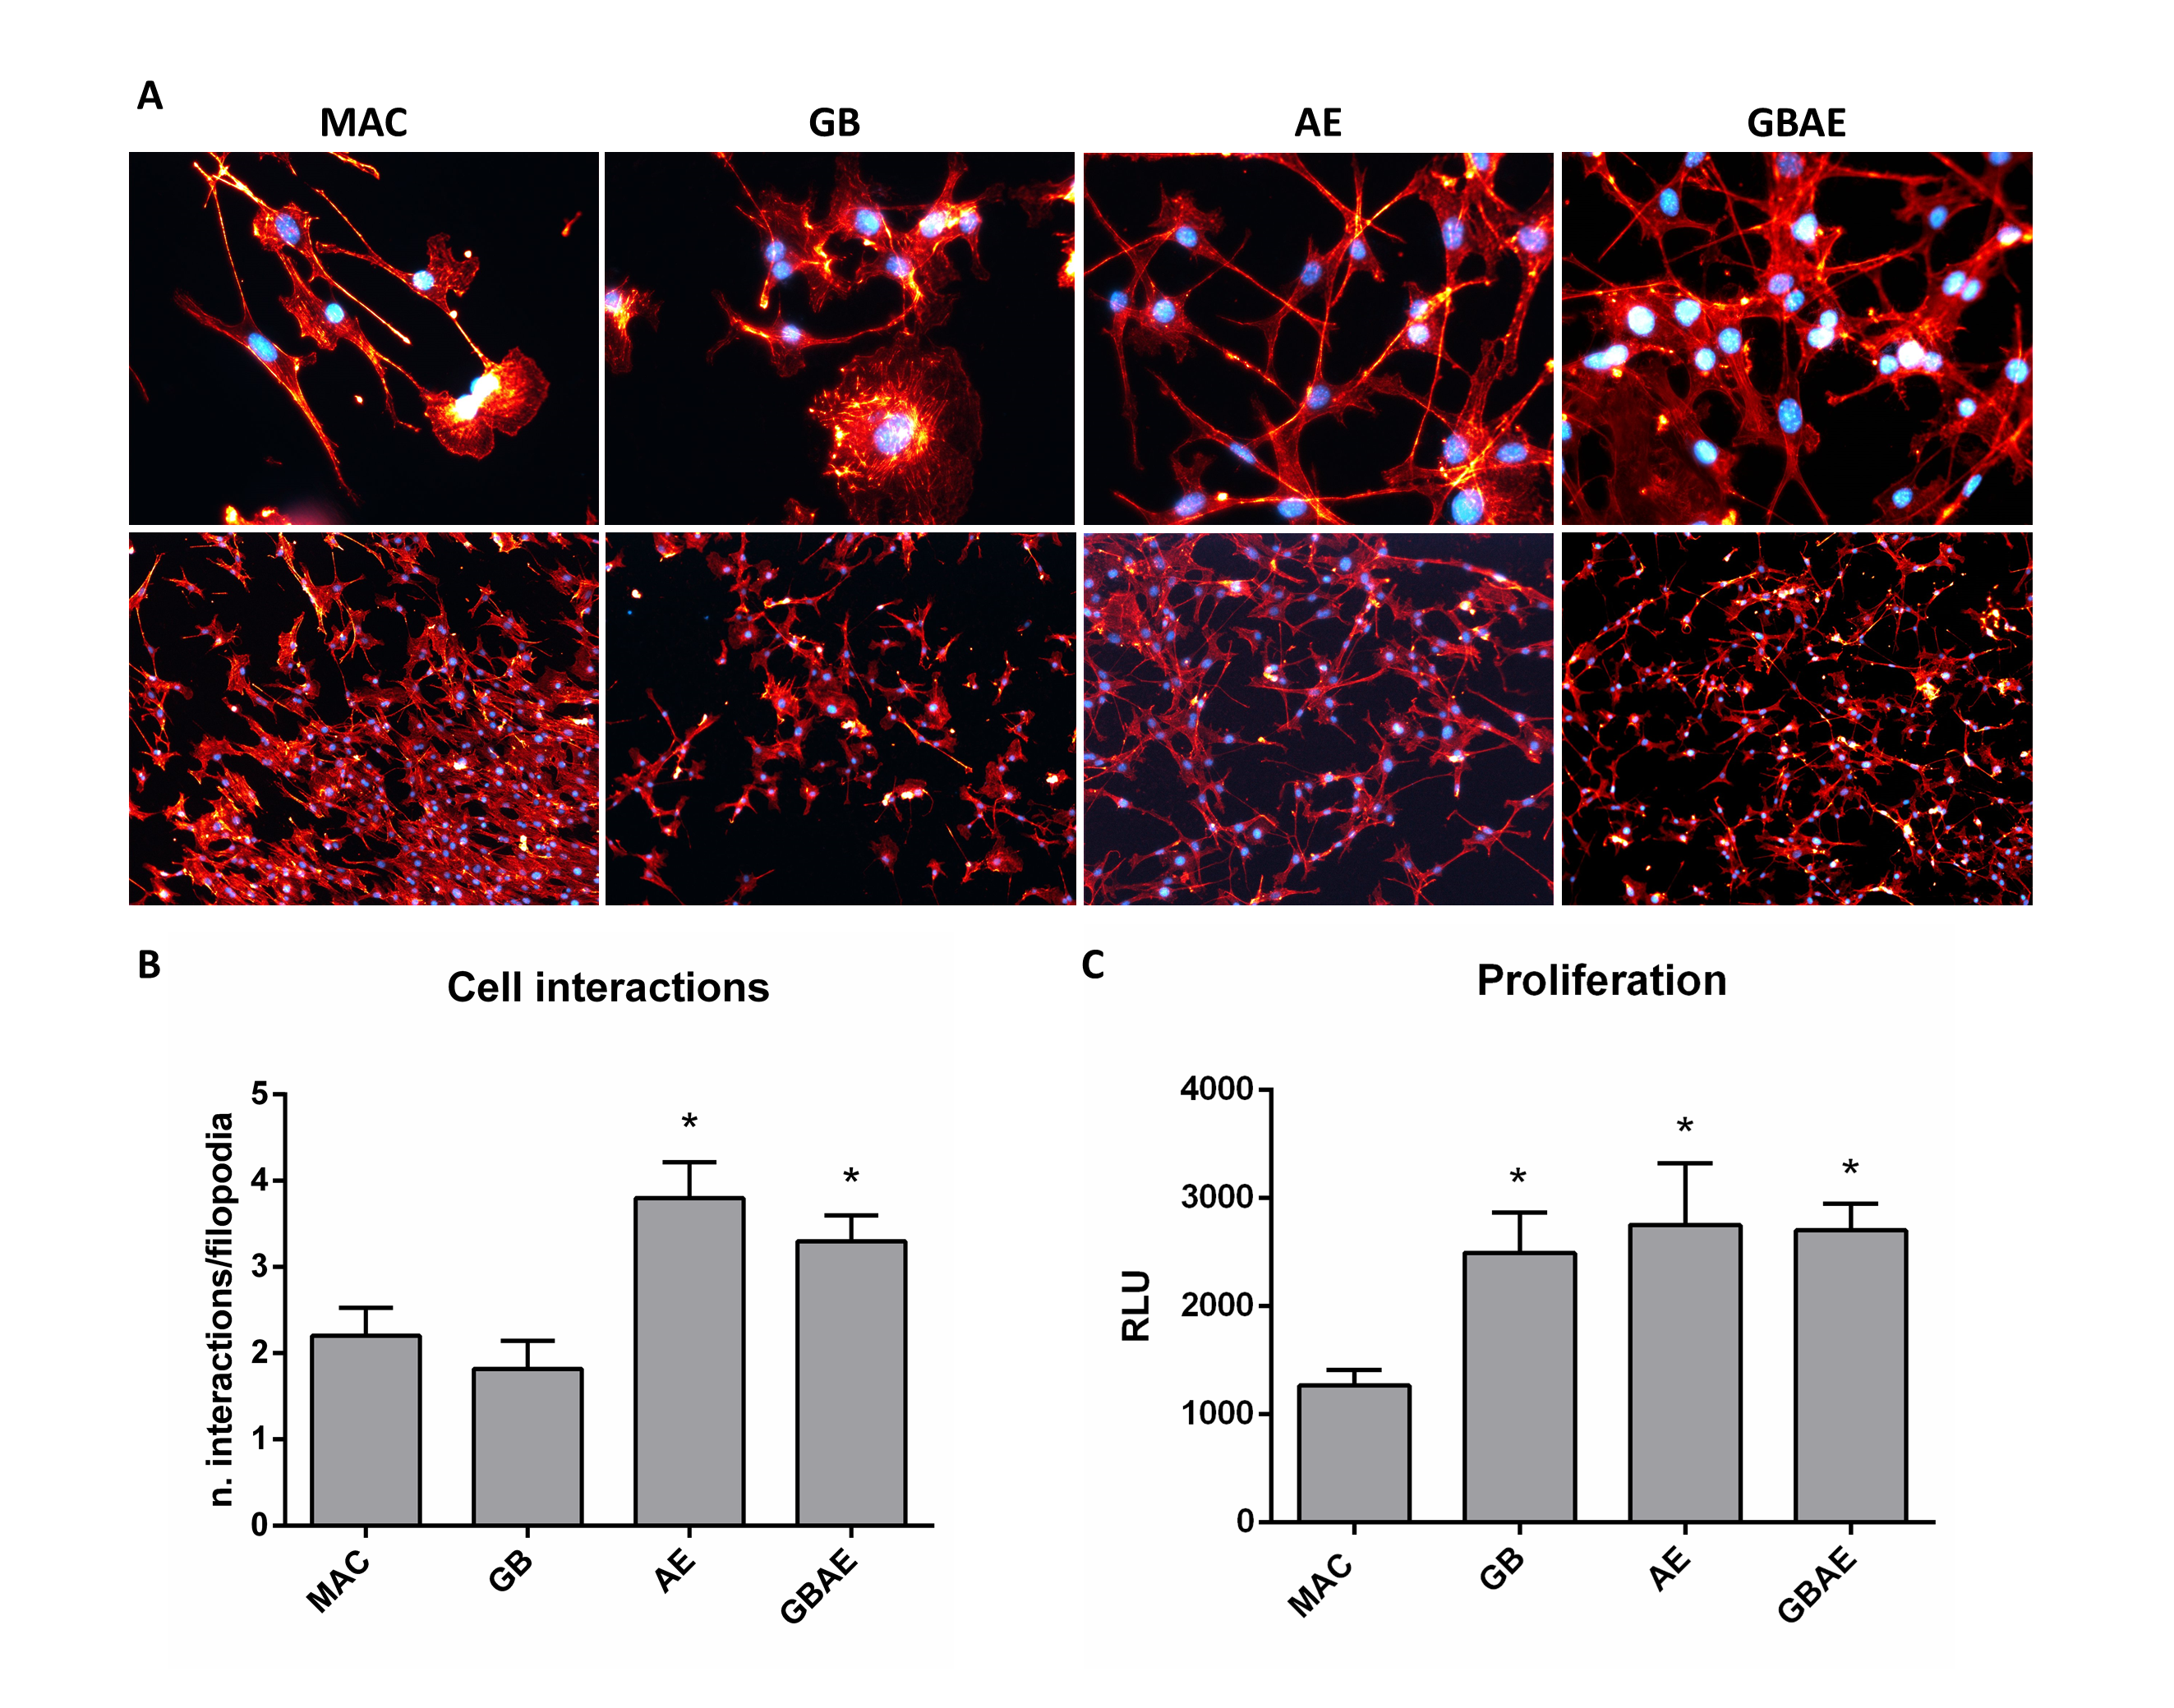 A
MAC GB AE GBAE
B
Cell interactions
n. interactions/filopodia
5
4
3
2
1
0
*
*
MAC GB AE GBAE
C
Proliferation
RLU
4000
3000
2000
1000
0
*
*
*
MAC GB AE GBAE